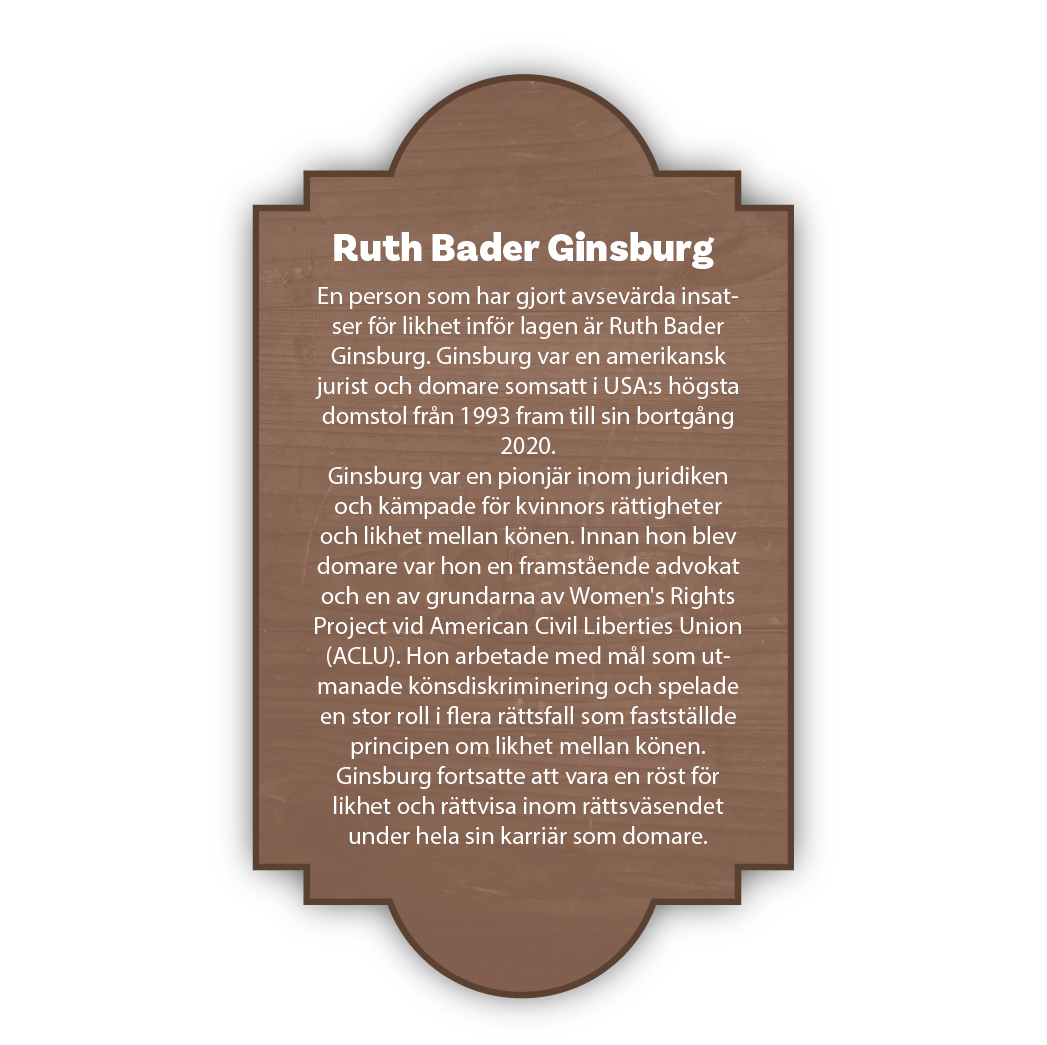 Ruth Bader Ginsburg
En person som har gjort avsevärda insat-
ser för likhet inför lagen är Ruth Bader
Ginsburg. Ginsburg var en amerikansk
jurist och domare somsatt i USA:s högsta
domstol från 1993 fram till sin bortgång
2020.
Ginsburg var en pionjär inom juridiken
och kämpade för kvinnors rättigheter
och likhet mellan könen. Innan hon blev
domare var hon en framstående advokat
och en av grundarna av Women's Rights
Project vid American Civil Liberties Union
(ACLU). Hon arbetade med mål som ut-
manade könsdiskriminering och spelade
en stor roll i flera rättsfall som fastställde
principen om likhet mellan könen.
Ginsburg fortsatte att vara en röst för
likhet och rättvisa inom rättsväsendet
under hela sin karriär som domare.